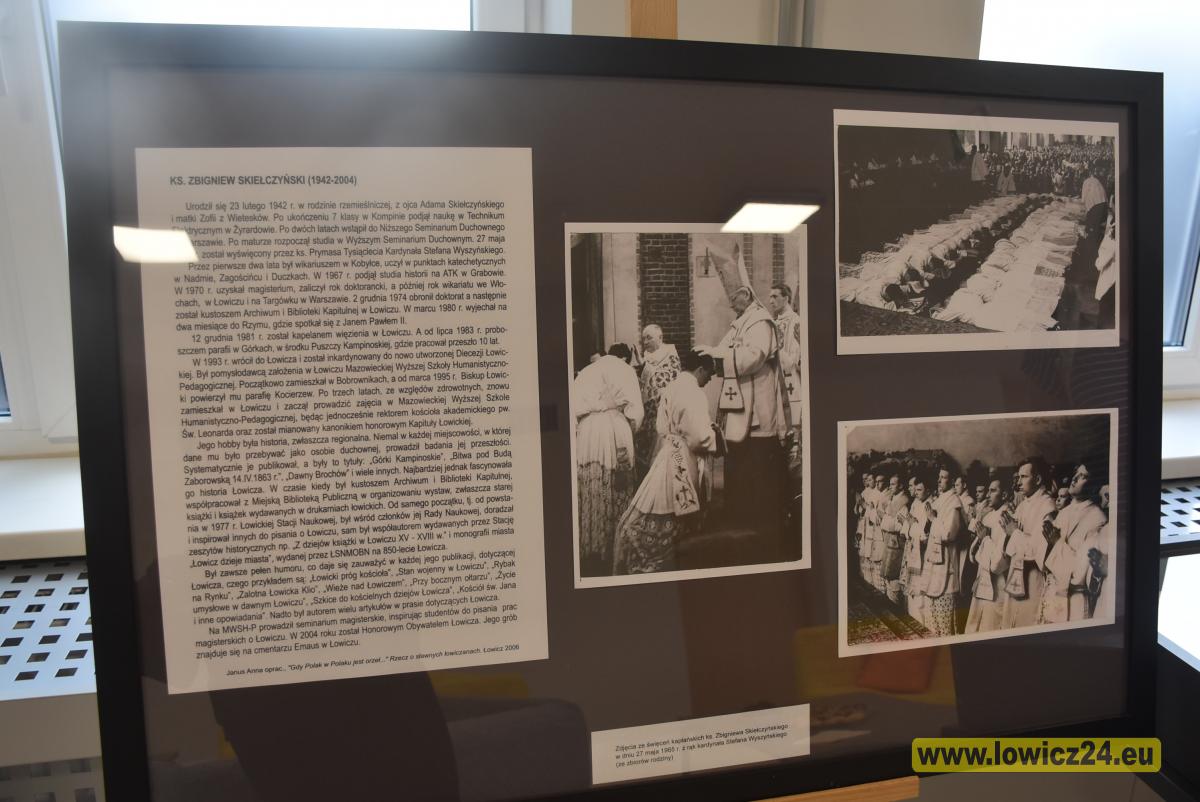 KS. ZBIGNIEW SKIEŁCZYŃSKI (1942-2004)
Urodził się 23 lutego 1942 r. w rodzinie rzemieślniczej, z ojca Adama Skiełczyńskiego
i matki Zofii z Wietesków. Po ukończeniu 7 klasy w Kompinie podjął naukę w Technikum
Elektrycznym w Żyrardowie. Po dwóch latach wstąpił do Niższego Seminarium Duchownego
Warszawie. Po maturze rozpoczął studia w Wyższym Seminarium Duchownym. 27 maja
został wyświęcony przez ks. Prymasa Tysiąclecia Kardynała Stefana Wyszyńskiego.
Przez pierwsze dwa lata był wikariuszem w Kobyłce, uczył w punktach katechetycznych
w Nadmie, Zagościńcu i Duczkach. W 1967 r. podjął studia historii na ATK w Grabowie.
W 1970 r. uzyskał magisterium, zaliczył rok doktorancki, a później rok wikariatu we Wło-
chach, w Łowiczu i na Targówku w Warszawie. 2 grudnia 1974 obronił doktorat a następnie
został kustoszem Archiwum i Biblioteki Kapitulnej w Łowiczu. W marcu 1980 r. wyjechał na
dwa miesiące do Rzymu, gdzie spotkał się z Janem Pawłem II.
12 grudnia 1981 r. został kapelanem więzienia w Łowiczu. A od lipca 1983 r. probo-
szczem parafii w Górkach, w środku Puszczy Kampinoskiej, gdzie pracował przeszło 10 lat.
W 1993 r. wrócił do Łowicza i został inkardynowany do nowo utworzonej Diecezji Łowic-
kiej. Był pomysłodawcą założenia w Łowiczu Mazowieckiej Wyższej Szkoły Humanistyczno-
Pedagogicznej. Początkowo zamieszkał w Bobrownikach, a od marca 1995 r. Biskup Łowic-
ki powierzył mu parafię Kocierzew. Po trzech latach, ze względów zdrowotnych, znowu
zamieszkał w Łowiczu i zaczął prowadzić zajęcia w Mazowieckiej Wyższej Szkole
Humanistyczno-Pedagogicznej, będąc jednocześnie rektorem kościoła akademickiego pw.
Św. Leonarda oraz został mianowany kanonikiem honorowym Kapituły Łowickiej.
Jego hobby była historia, zwłaszcza regionalna. Niemal w każdej miejscowości, w której
dane mu było przebywać jako osobie duchownej, prowadził badania jej przeszłości.
Systematycznie je publikował, a były to tytuły: „Górki Kampinoskie", „Bitwa pod Budą
Zaborowską 14.IV.1863 r.", „Dawny Brochów" i wiele innych. Najbardziej jednak fascynowała
go historia Łowicza. W czasie kiedy był kustoszem Archiwum i Biblioteki Kapitulnej,
współpracował z Miejską Biblioteką Publiczną w organizowaniu wystaw, zwłaszcza starej
książki i książek wydawanych w drukarniach łowickich. Od samego początku, tj. od powsta-
nia w 1977 r. Łowickiej Stacji Naukowej, był wśród członków jej Rady Naukowej, doradzał
i inspirował innych do pisania o Łowiczu, sam był współautorem wydawanych przez Stację
zeszytów historycznych np. „Z dziejów książki w Łowiczu XV - XVIII w." i monografii miasta
„Łowicz dzieje miasta", wydanej przez ŁSNMOBN na 850-lecie Łowicza.
Był zawsze pełen humoru, co daje się zauważyć w każdej jego publikacji, dotyczącej
Łowicza, czego przykładem są: „Łowicki próg kościoła", „Stan wojenny w Łowiczu", „Rybak
na Rynku", „Zalotna Łowicka Klio", „Wieże nad Łowiczem", „Przy bocznym ołtarzu", „Życie
umysłowe w dawnym Łowiczu", „Szkice do kościelnych dziejów Łowicza", „Kościół św. Jana
i inne opowiadania". Nadto był autorem wielu artykułów w prasie dotyczących Łowicza.
Na MWSH-P prowadził seminarium magisterskie, inspirując studentów do pisania prac
magisterskich o Łowiczu. W 2004 roku został Honorowym Obywatelem Łowicza. Jego grób
znajduje się na cmentarzu Emaus w Łowiczu.
Janus Anna oprac., "Gdy Polak w Polaku jest orzeł..." Rzecz o sławnych łowiczanach. Łowicz 2006
Zdjęcia ze święceń kapłańskich ks. Zbigniewa Skiełczyńskiego
w dniu 27 maja 1965 r. z rąk kardynała Stefana Wyszyńskiego
(ze zbiorów rodziny)
www.lowicz24.eu